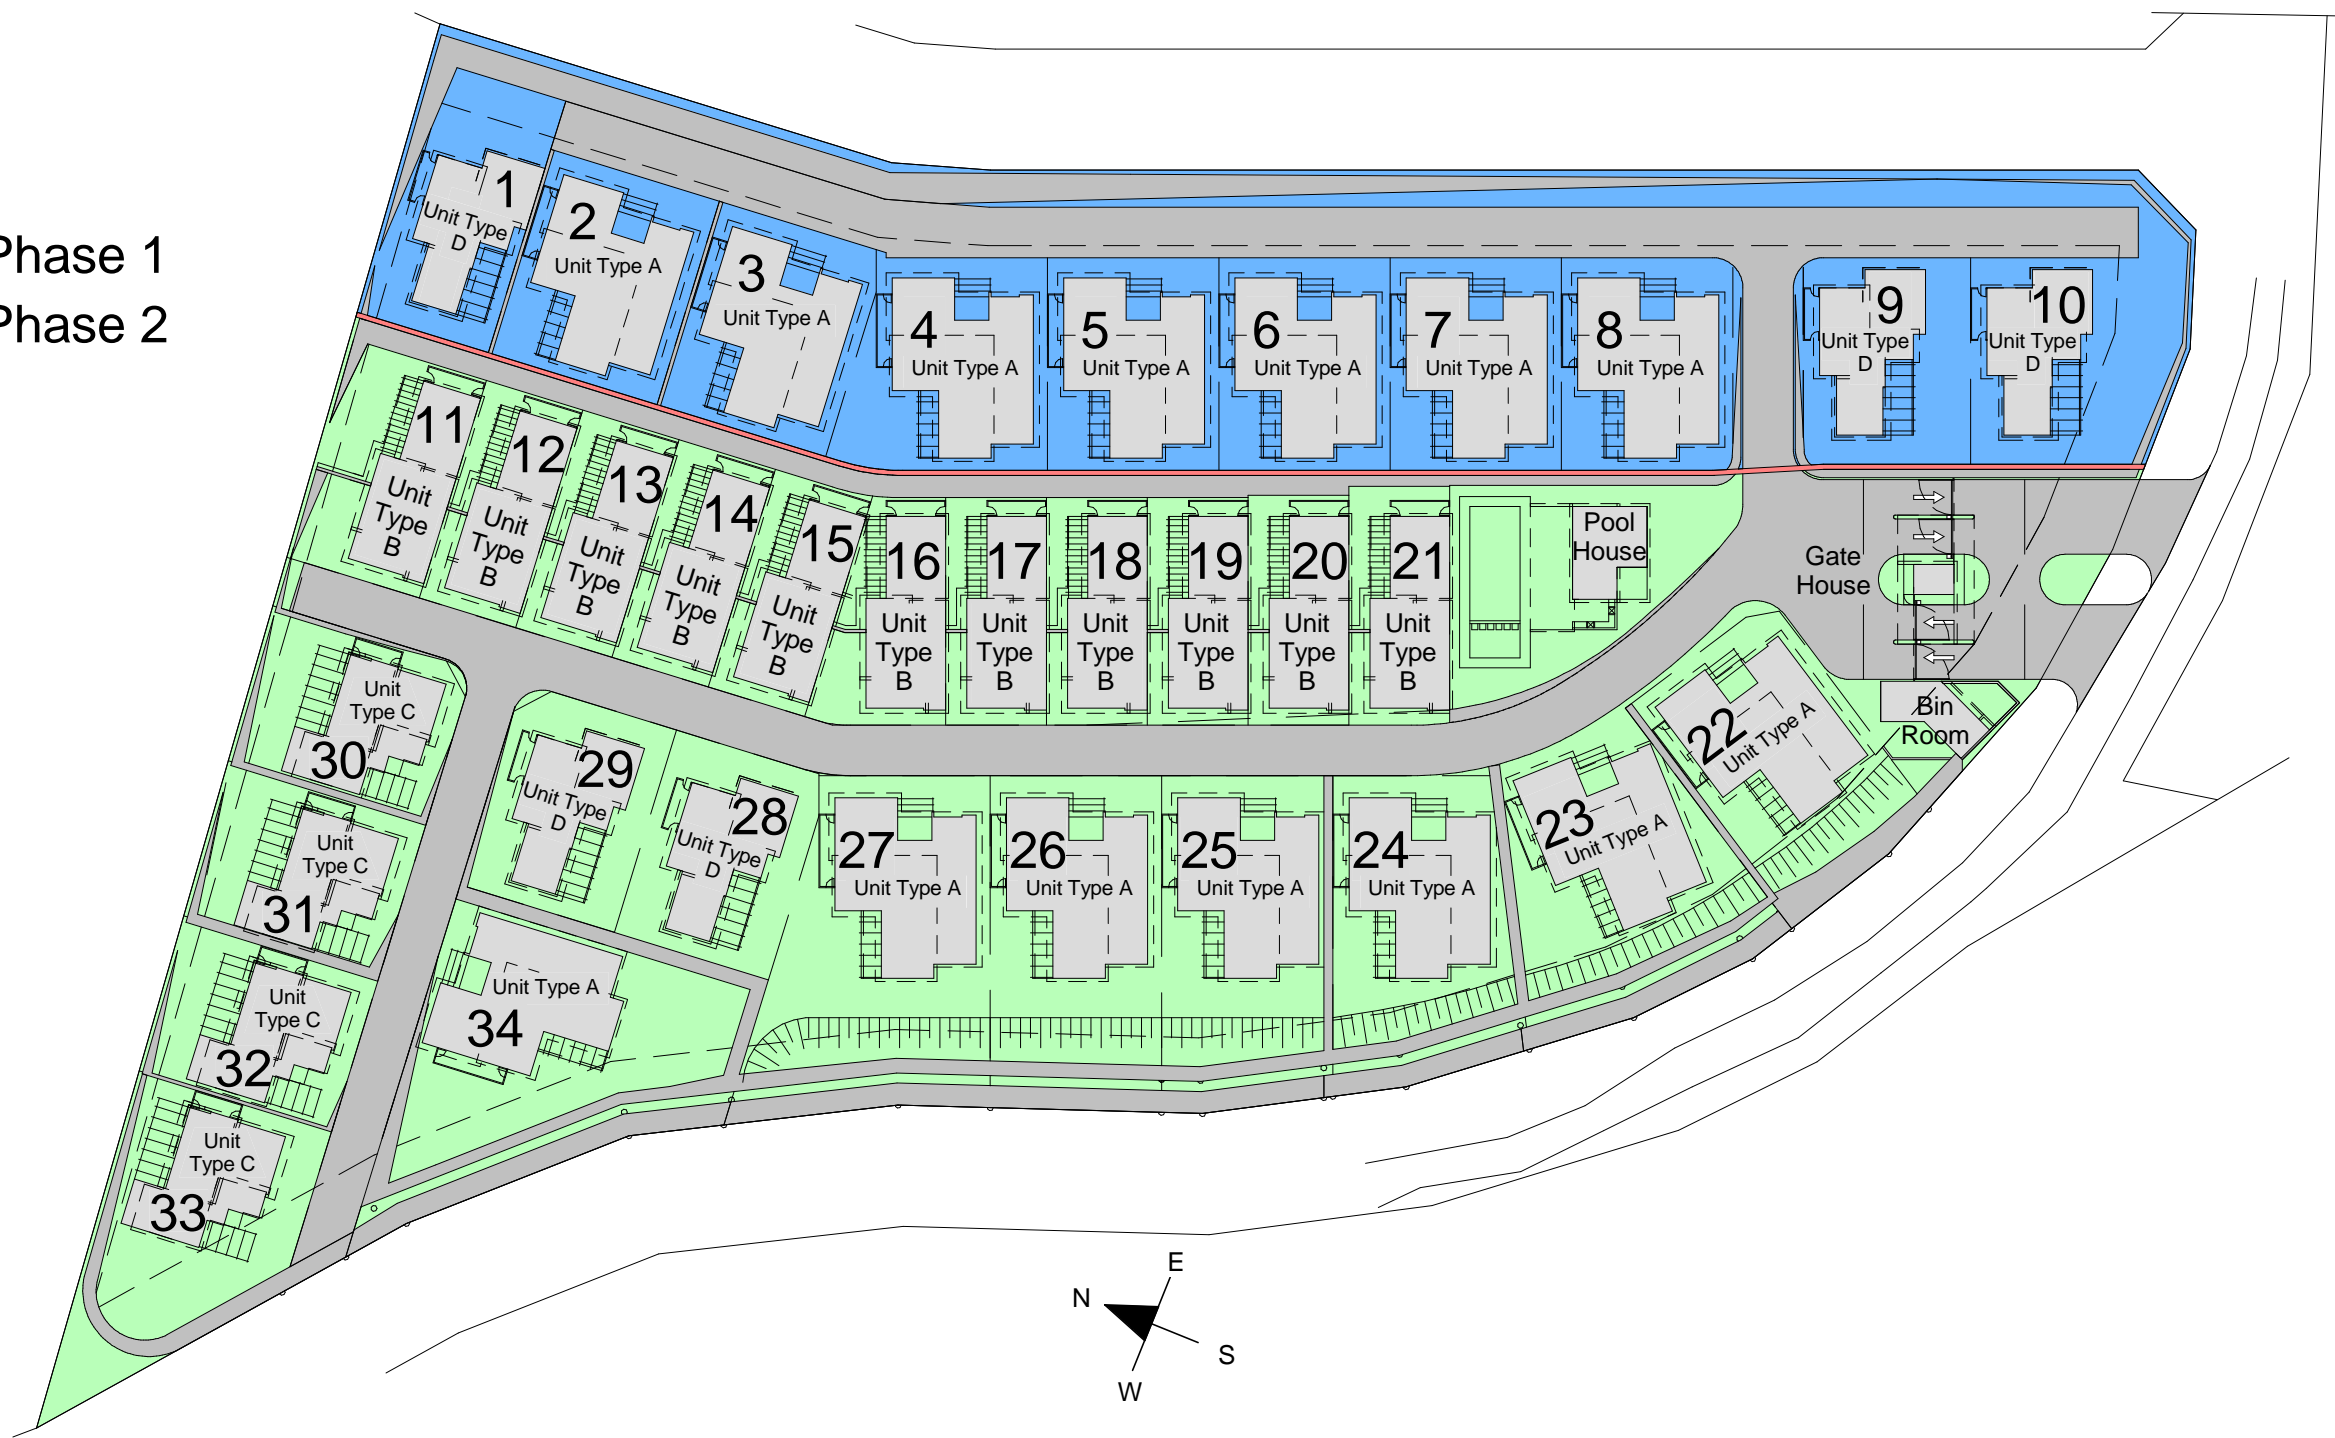 Phase 1
Phase 2
1
Unit Type
D
2
Unit Type A
3
Unit Type A
4
Unit Type A
5
Unit Type A
6
Unit Type A
7
Unit Type A
8
Unit Type A
9
Unit Type
D
10
Unit Type
D
11
Unit
Type
B
12
Unit
Type
B
13
Unit
Type
B
14
Unit
Type
B
15
Unit
Type
B
16
Unit
Type
B
17
Unit
Type
B
18
Unit
Type
B
19
Unit
Type
B
20
Unit
Type
B
21
Unit
Type
B
Pool
House
Gate
House
Bin
Room
22
Unit Type A
23
Unit Type A
24
Unit Type A
25
Unit Type A
26
Unit Type A
27
Unit Type A
28
Unit Type
D
29
Unit Type
D
Unit
Type C
30
Unit
Type C
31
Unit
Type C
32
Unit
Type C
33
Unit Type A
34
E
N
S
W